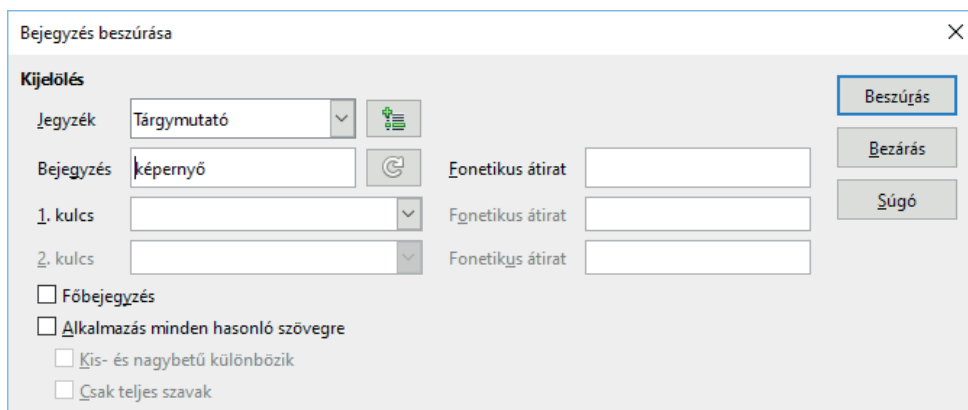 Bejegyzés beszúrása
Kijelölés
Jegyzék Tárgymutató Beszúrás
Bejegyzés képernyő Fonetikus átirat Bezárás
1. kulcs Fonetikus átirat Súgó
2. kulcs Fonetikus átirat
Főbejegyzés
Alkalmazás minden hasonló szövegre
Kis- és nagybetű különbözik
Csak teljes szavak